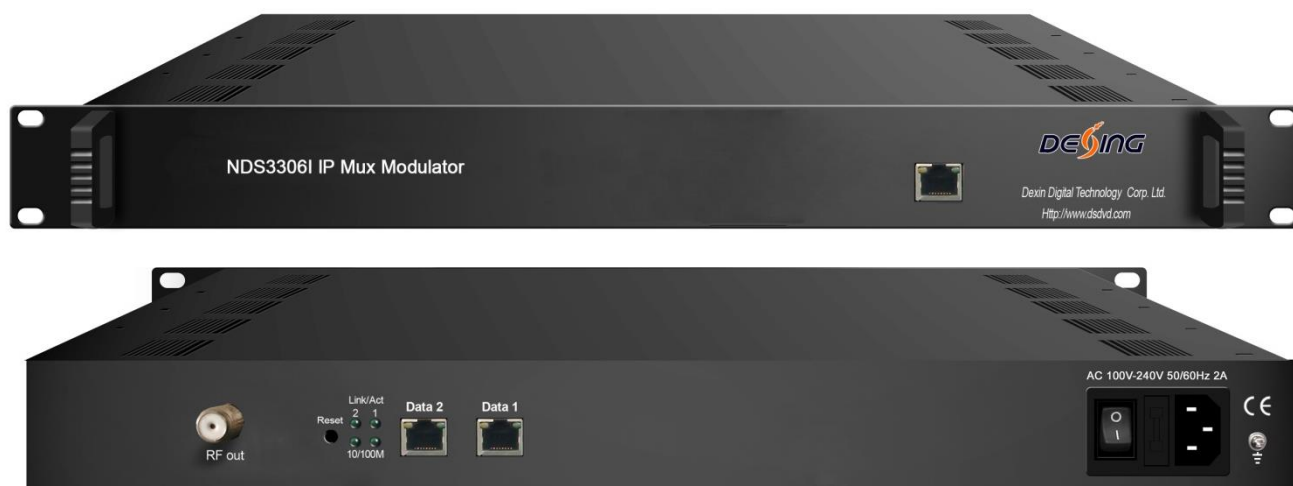 NDS3306I IP Mux Modulator
DESING
Dexin Digital Technology Corp. Ltd.
Http://www.dsdvd.com
AC 100V-240V 50/60Hz 2A
Link/Act
2 1
Reset
10/100M
Data 2
Data 1
RF out
O
I
CE